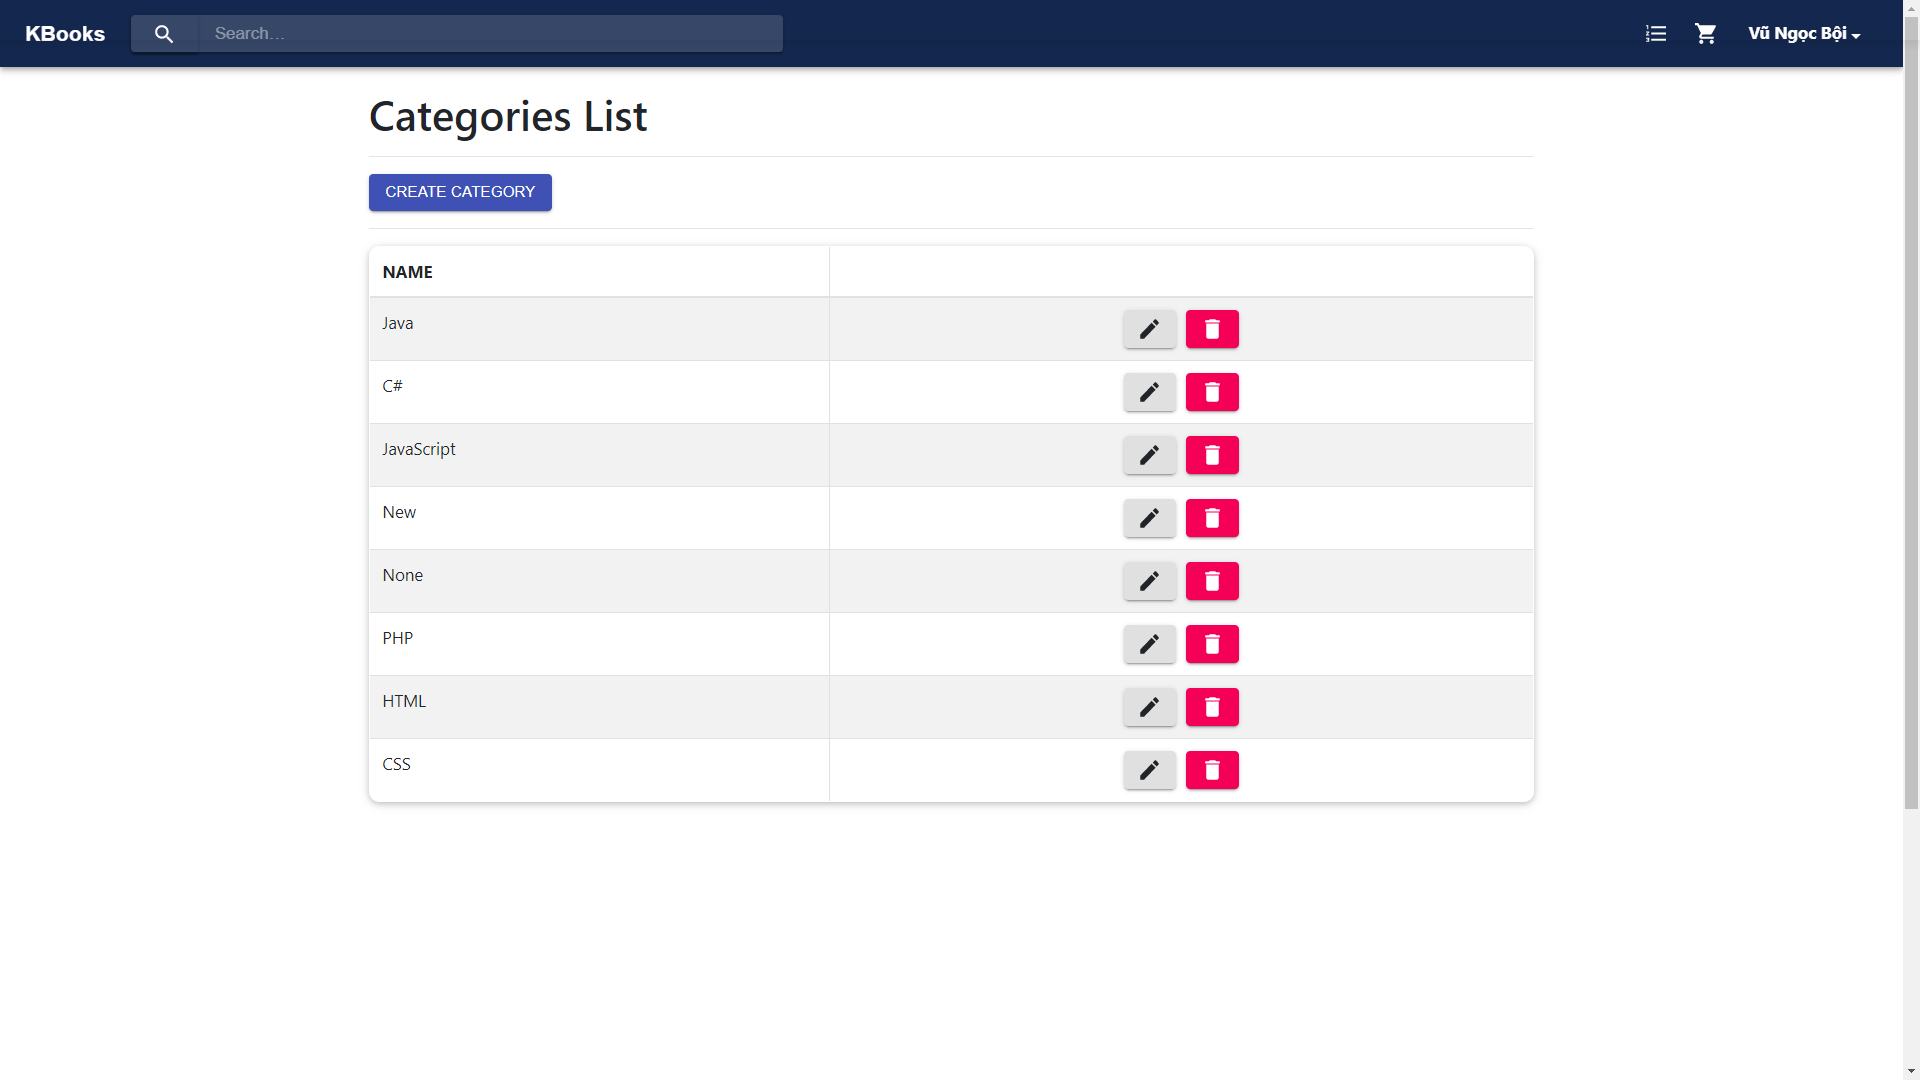 KBooks
Search...
Vũ Ngọc Bội
Categories List
CREATE CATEGORY
NAME
Java
C#
JavaScript
New
None
PHP
HTML
CSS